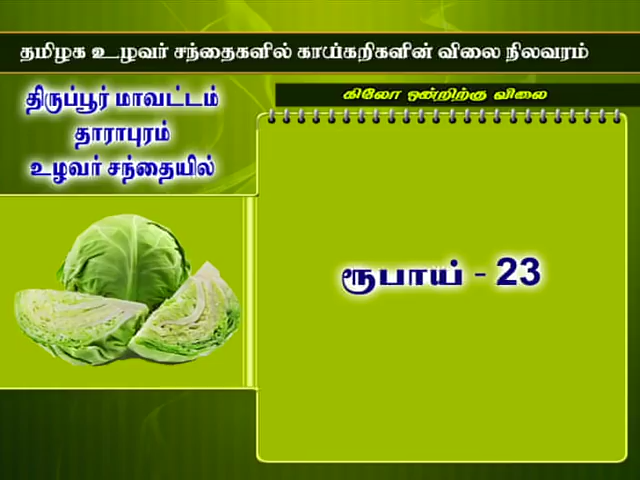 தமிழக உழவர் சந்தைகளில் காய்கறிகளின் விலை நிலவரம்
திருப்பூர் மாவட்டம்
தாராபுரம்
உழவர் சந்தையில்
கிலோ ஒன்றிற்கு விலை
ரூபாய் - 23